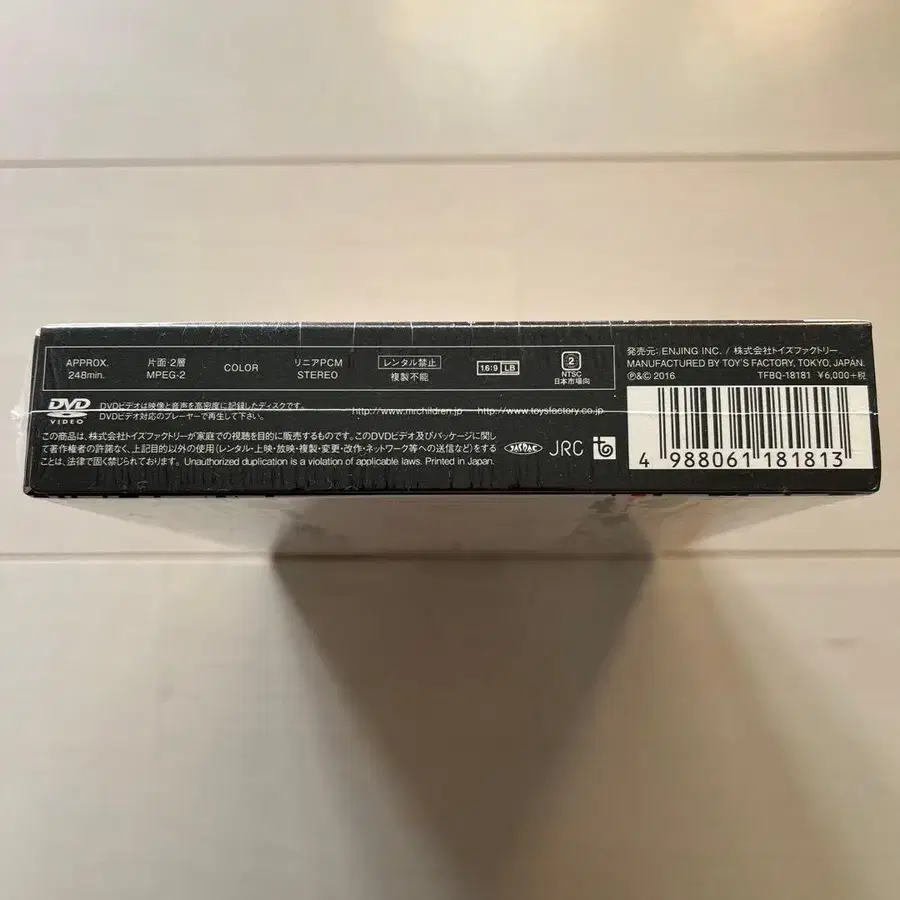 APPROX. 248min.
片面・2層 MPEG-2
COLOR
リニアPCM STEREO
レンタル禁止
複製不能
16:9 LB
2
NTSC
日本市場向
DVD
VIDEO
DVDビデオは映像と音声を高密度に記録したディスクです。
DVDビデオ対応のプレーヤーで再生して下さい。
http://www.mrchildren.jp http://www.toysfactory.co.jp
この商品は、株式会社トイズファクトリーが家庭での視聴を目的に販売するものです。このDVDビデオ及びパッケージに関し
て著作権者の許諾なく、上記目的以外の使用(レンタル・上映・放映・複製・変更・改作・ネットワーク等への送信など)をする
ことは、法律で固く禁じられております。Unauthorized duplication is a violation of applicable laws. Printed in Japan.
JRC
発売元: ENJING INC. / 株式会社トイズファクトリー
MANUFACTURED BY TOY'S FACTORY, TOKYO, JAPAN.
℗&© 2016 TFBQ-18181 ¥6,000+税
4 988061 181813